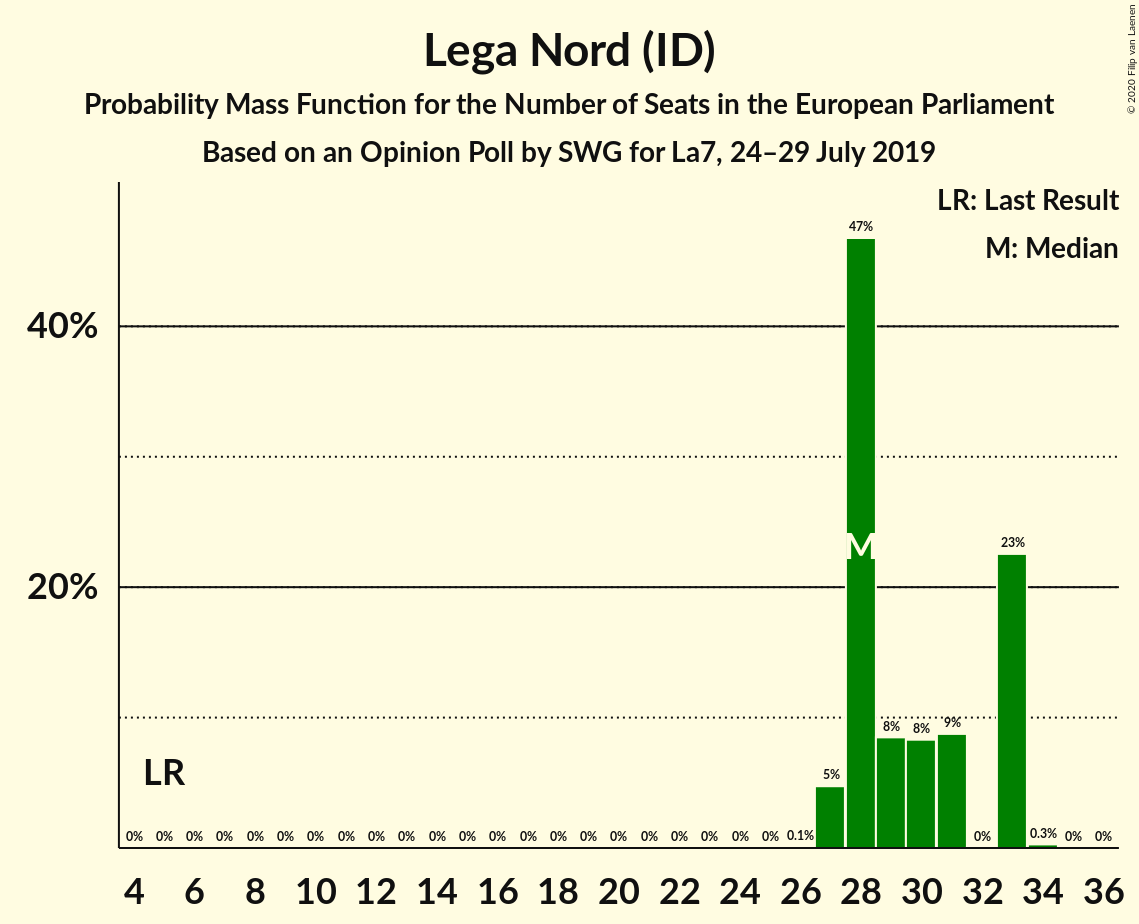 Lega Nord (ID)
Probability Mass Function for the Number of Seats in the European Parliament
Based on an Opinion Poll by SWG for La7, 24–29 July 2019
© 2020 Filip van Laenen
LR: Last Result
M: Median
47%
40%
23%
M
20%
8% 8% 9%
LR
5%
0% 0% 0% 0% 0% 0% 0% 0% 0% 0% 0% 0% 0% 0% 0% 0% 0% 0% 0% 0% 0% 0% 0.1% 0% 0.3% 0% 0%
4 6 8 10 12 14 16 18 20 22 24 26 28 30 32 34 36